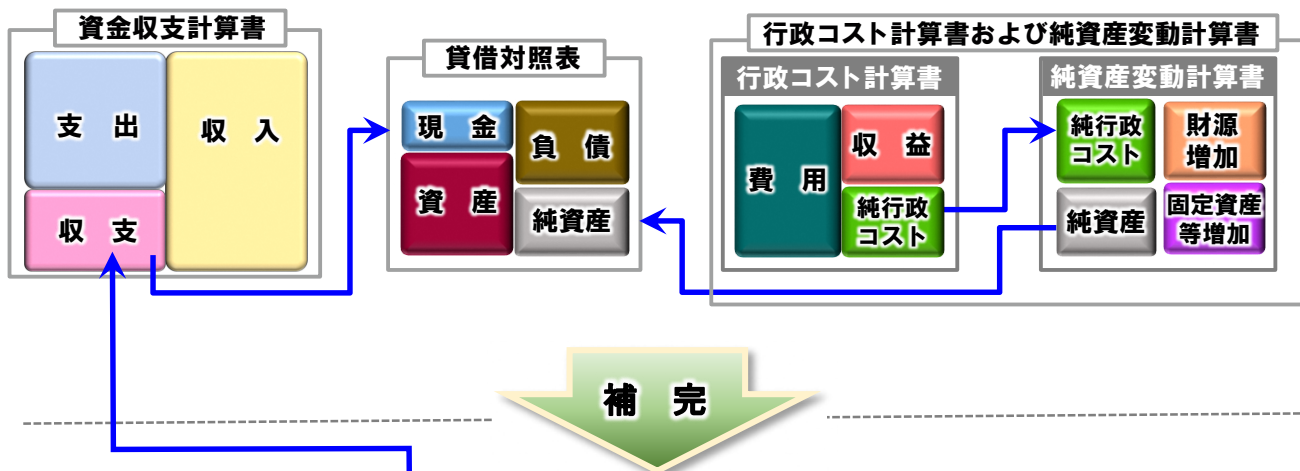 資金収支計算書
支 出
収 入
収 支
貸借対照表
現 金
負 債
資 産
純資産
行政コスト計算書および純資産変動計算書
行政コスト計算書
費 用
収 益
純行政
コスト
純資産変動計算書
純行政
コスト
財源
増加
純資産
固定資産
等増加
補 完